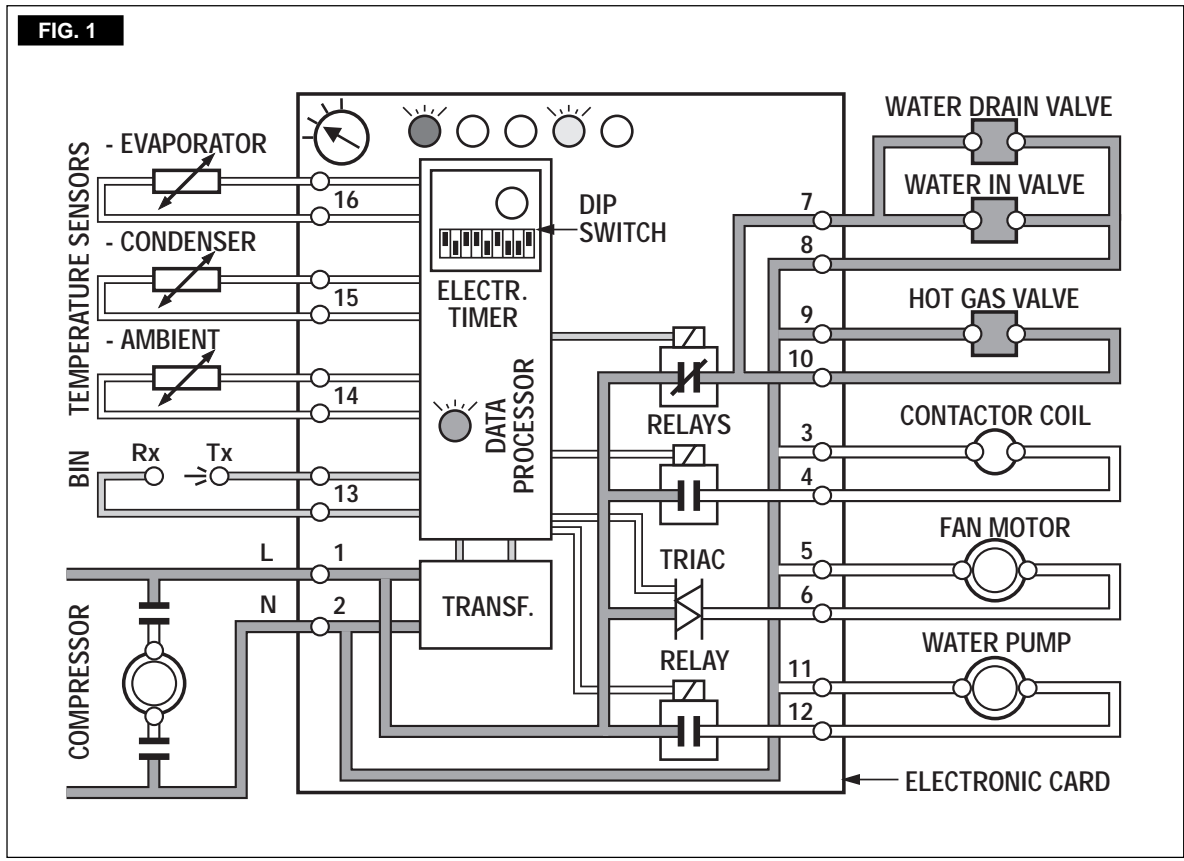 FIG. 1
TEMPERATURE SENSORS
- EVAPORATOR
16
- CONDENSER
15
- AMBIENT
14
BIN
Rx
Tx
13
L
1
N
2
COMPRESSOR
DIP
SWITCH
ELECTR.
TIMER
DATA
PROCESSOR
TRANSF.
RELAYS
TRIAC
RELAY
WATER DRAIN VALVE
WATER IN VALVE
7
8
HOT GAS VALVE
9
10
CONTACTOR COIL
3
4
FAN MOTOR
5
6
WATER PUMP
11
12
ELECTRONIC CARD